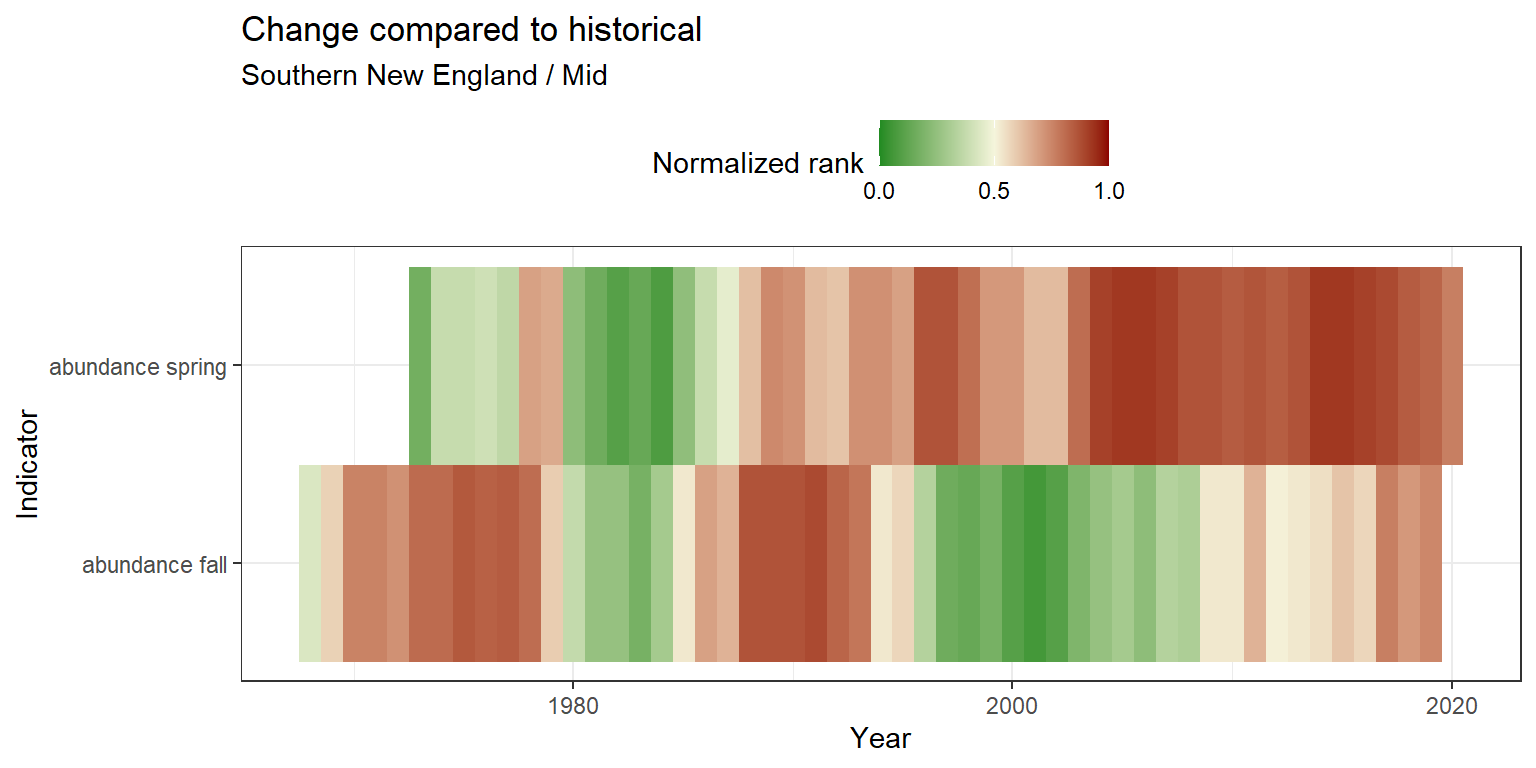 Change compared to historical
Southern New England / Mid
Normalized rank
0.0 0.5 1.0
Indicator
abundance spring
abundance fall
1980 2000 2020
Year